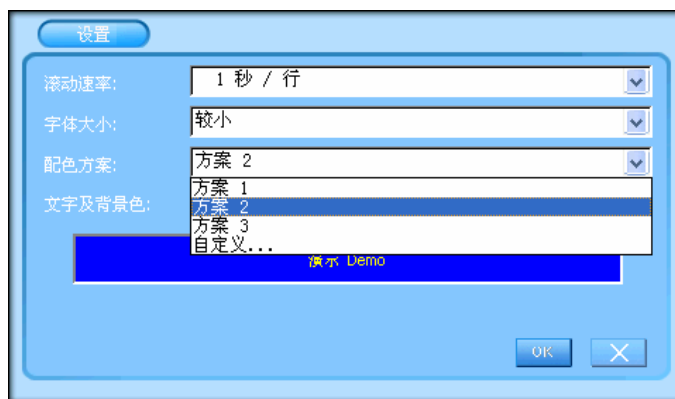 设置
滚动速率:
1 秒 / 行
字体大小:
较小
配色方案:
方案 2
方案 1
方案 2
方案 3
自定义...
文字及背景色:
演示 Demo
OK